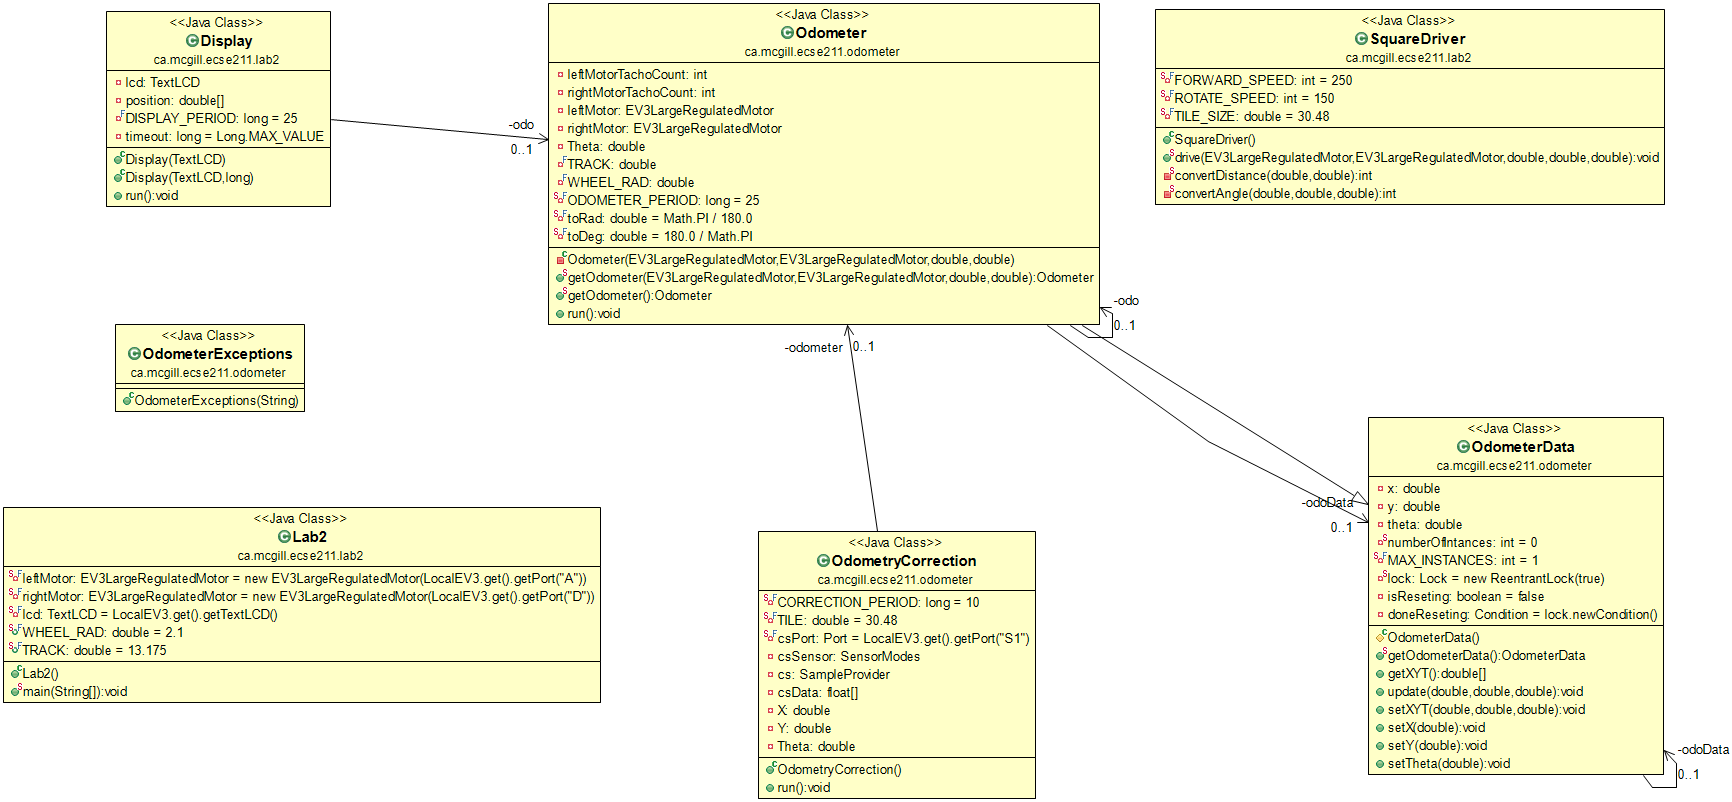 <<Java Class>>
Display
ca.mcgill.ecse211.lab2
lcd: TextLCD
position: double[]
DISPLAY_PERIOD: long = 25
timeout: long = Long.MAX_VALUE
Display(TextLCD)
Display(TextLCD,long)
run():void
-odo
0..1
<<Java Class>>
Odometer
ca.mcgill.ecse211.odometer
leftMotorTachoCount: int
rightMotorTachoCount: int
leftMotor: EV3LargeRegulatedMotor
rightMotor: EV3LargeRegulatedMotor
Theta: double
TRACK: double
WHEEL_RAD: double
ODOMETER_PERIOD: long = 25
toRad: double = Math.PI / 180.0
toDeg: double = 180.0 / Math.PI
Odometer(EV3LargeRegulatedMotor,EV3LargeRegulatedMotor,double,double)
getOdometer(EV3LargeRegulatedMotor,EV3LargeRegulatedMotor,double,double):Odometer
getOdometer():Odometer
run():void
-odo
0..1
<<Java Class>>
SquareDriver
ca.mcgill.ecse211.lab2
FORWARD_SPEED: int = 250
ROTATE_SPEED: int = 150
TILE_SIZE: double = 30.48
SquareDriver()
drive(EV3LargeRegulatedMotor,EV3LargeRegulatedMotor,double,double,double):void
convertDistance(double,double):int
convertAngle(double,double,double):int
<<Java Class>>
OdometerExceptions
ca.mcgill.ecse211.odometer
OdometerExceptions(String)
-odometer
0..1
<<Java Class>>
Lab2
ca.mcgill.ecse211.lab2
leftMotor: EV3LargeRegulatedMotor = new EV3LargeRegulatedMotor(LocalEV3.get().getPort("A"))
rightMotor: EV3LargeRegulatedMotor = new EV3LargeRegulatedMotor(LocalEV3.get().getPort("D"))
lcd: TextLCD = LocalEV3.get().getTextLCD()
WHEEL_RAD: double = 2.1
TRACK: double = 13.175
Lab2()
main(String[]):void
<<Java Class>>
OdometryCorrection
ca.mcgill.ecse211.odometer
CORRECTION_PERIOD: long = 10
TILE: double = 30.48
csPort: Port = LocalEV3.get().getPort("S1")
csSensor: SensorModes
cs: SampleProvider
csData: float[]
X: double
Y: double
Theta: double
OdometryCorrection()
run():void
-odoData
0..1
<<Java Class>>
OdometerData
ca.mcgill.ecse211.odometer
x: double
y: double
theta: double
numberOfIntances: int = 0
MAX_INSTANCES: int = 1
lock: Lock = new ReentrantLock(true)
isReseting: boolean = false
doneReseting: Condition = lock.newCondition()
OdometerData()
getOdometerData():OdometerData
getXYT():double[]
update(double,double,double):void
setXYT(double,double,double):void
setX(double):void
setY(double):void
setTheta(double):void
-odoData
0..1